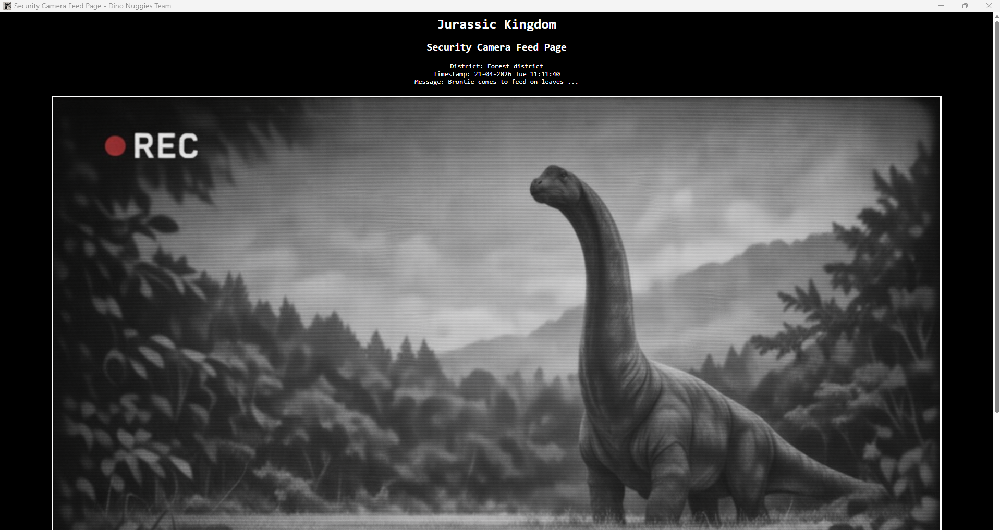 Security Camera Feed Page - Dino Nuggies Team
Jurassic Kingdom
Security Camera Feed Page
District: Forest district
Timestamp: 21-04-2026 Tue 11:11:40
Message: Brontie comes to feed on leaves ...
REC